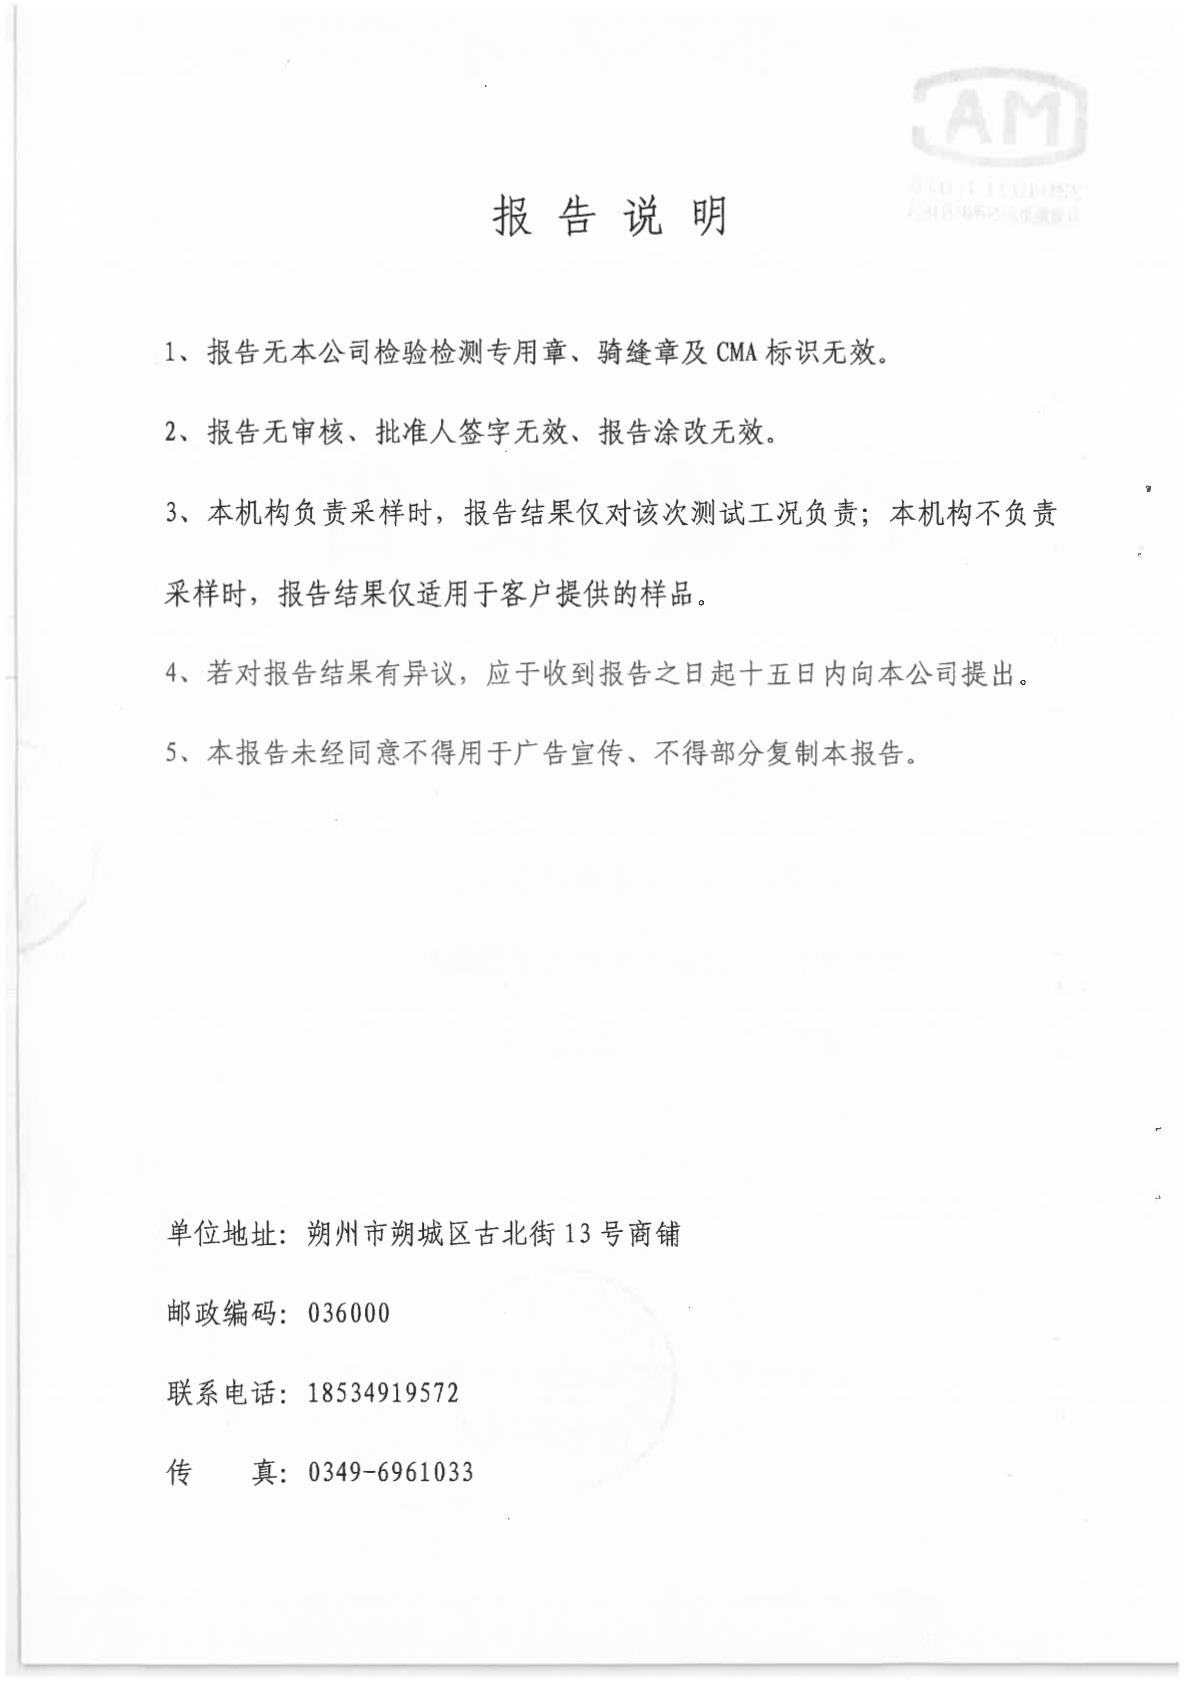 报告说明
1、报告无本公司检验检测专用章、骑缝章及 CMA 标识无效。
2、报告无审核、批准人签字无效、报告涂改无效。
3、本机构负责采样时，报告结果仅对该次测试工况负责；本机构不负责
采样时，报告结果仅适用于客户提供的样品。
4、若对报告结果有异议，应于收到报告之日起十五日内向本公司提出。
5、本报告未经同意不得用于广告宣传、不得部分复制本报告。
单位地址：朔州市朔城区古北街 13 号商铺
邮政编码：036000
联系电话：18534919572
传　　真：0349-6961033